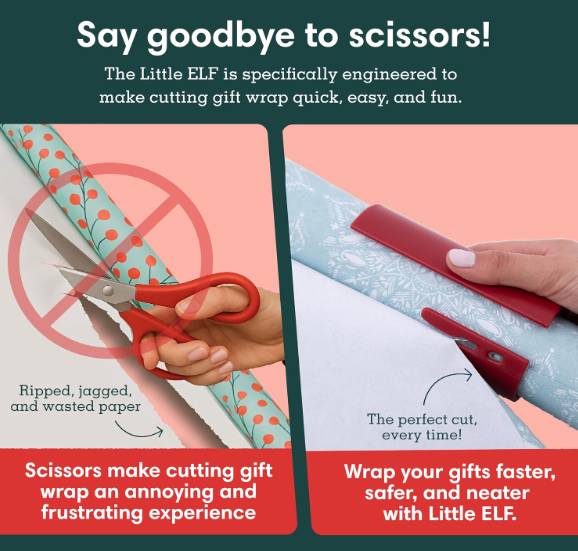 Say goodbye to scissors!
The Little ELF is specifically engineered to
make cutting gift wrap quick, easy, and fun.
Ripped, jagged,
and wasted paper
Scissors make cutting gift
wrap an annoying and
frustrating experience
The perfect cut,
every time!
Wrap your gifts faster,
safer, and neater
with Little ELF.